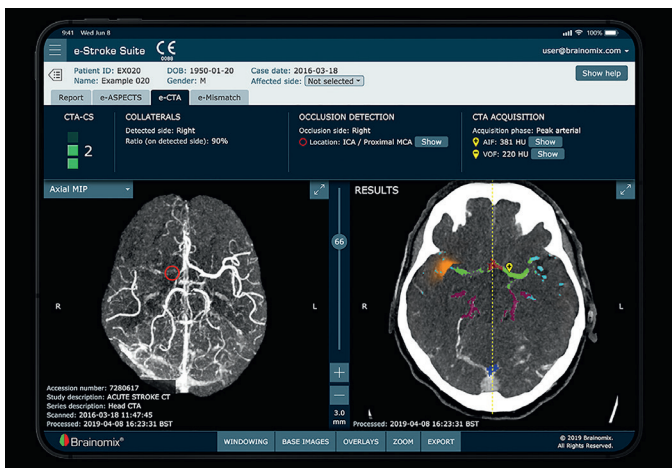 9:41 Wed Jun 8
100%
e-Stroke Suite
CE
0088
user@brainomix.com
Patient ID: EX020
DOB: 1950-01-20
Case date: 2016-03-18
Name: Example 020
Gender: M
Affected side: Not selected
Show help
Report
e-ASPECTS
e-CTA
e-Mismatch
CTA-CS
2
COLLATERALS
Detected side: Right
Ratio (on detected side): 90%
OCCLUSION DETECTION
Occlusion side: Right
Location: ICA / Proximal MCA Show
CTA ACQUISITION
Acquisition phase: Peak arterial
AIF: 381 HU Show
VOF: 220 HU Show
Axial MIP
66
RESULTS
R
L
R
L
Accession number: 7280617
Study description: ACUTE STROKE CT
Series description: Head CTA
Scanned: 2016-03-18 11:47:45
Processed: 2019-04-08 16:23:31 BST
+
−
3.0
mm
Processed: 2019-04-08 16:23:31 BST
Brainomix®
WINDOWING
BASE IMAGES
OVERLAYS
ZOOM
EXPORT
© 2019 Brainomix.
All Rights Reserved.